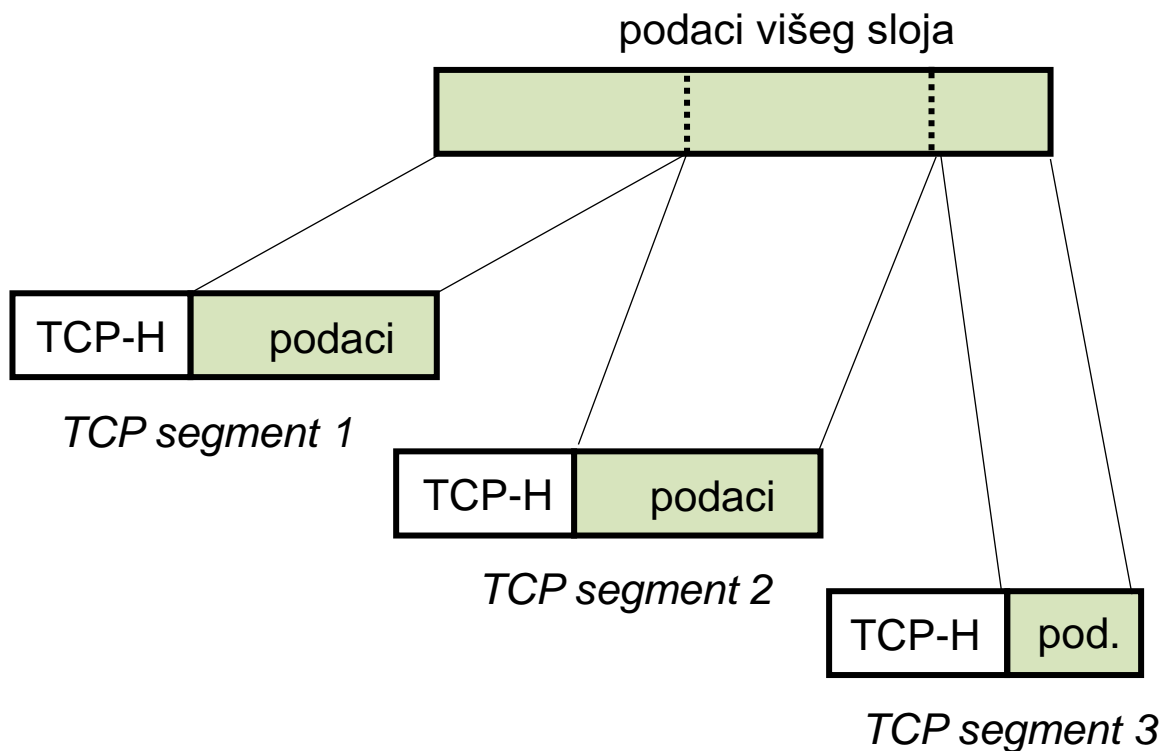 podaci višeg sloja
TCP-H
podaci
TCP segment 1
TCP-H
podaci
TCP segment 2
TCP-H
pod.
TCP segment 3